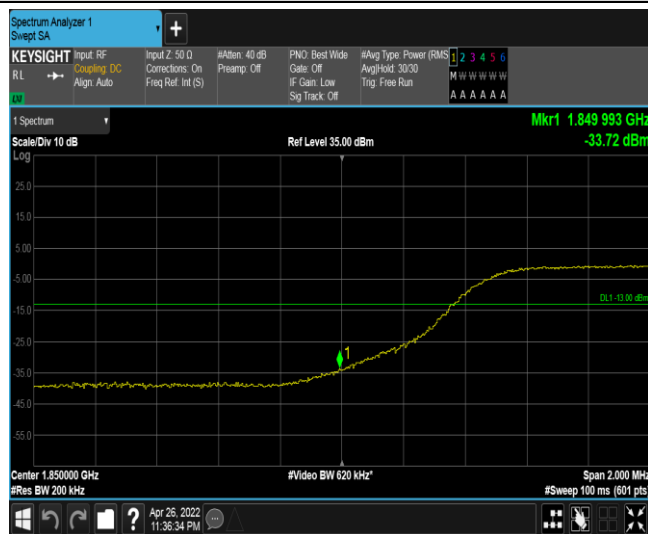 Spectrum Analyzer 1
Swept SA
+
KEYSIGHT Input: RF Input Z: 50 Ω #Atten: 40 dB PNO: Best Wide #Avg Type: Power (RMS 1 2 3 4 5 6
RL Coupling: DC Corrections: On Preamp: Off Gate: Off Avg|Hold: 30/30 M W W W W W
Align: Auto Freq Ref: Int (S) IF Gain: Low Trig: Free Run
Sig Track: Off A A A A A A
1 Spectrum Mkr1 1.849 993 GHz
Scale/Div 10 dB Ref Level 35.00 dBm -33.72 dBm
Log
25.0
15.0
5.00
-5.00
DL1 -13.00 dBm
-15.0
-25.0
1
-35.0
-45.0
-55.0
Center 1.850000 GHz #Video BW 620 kHz* Span 2.000 MHz
#Res BW 200 kHz #Sweep 100 ms (601 pts)
? Apr 26, 2022
11:36:34 PM